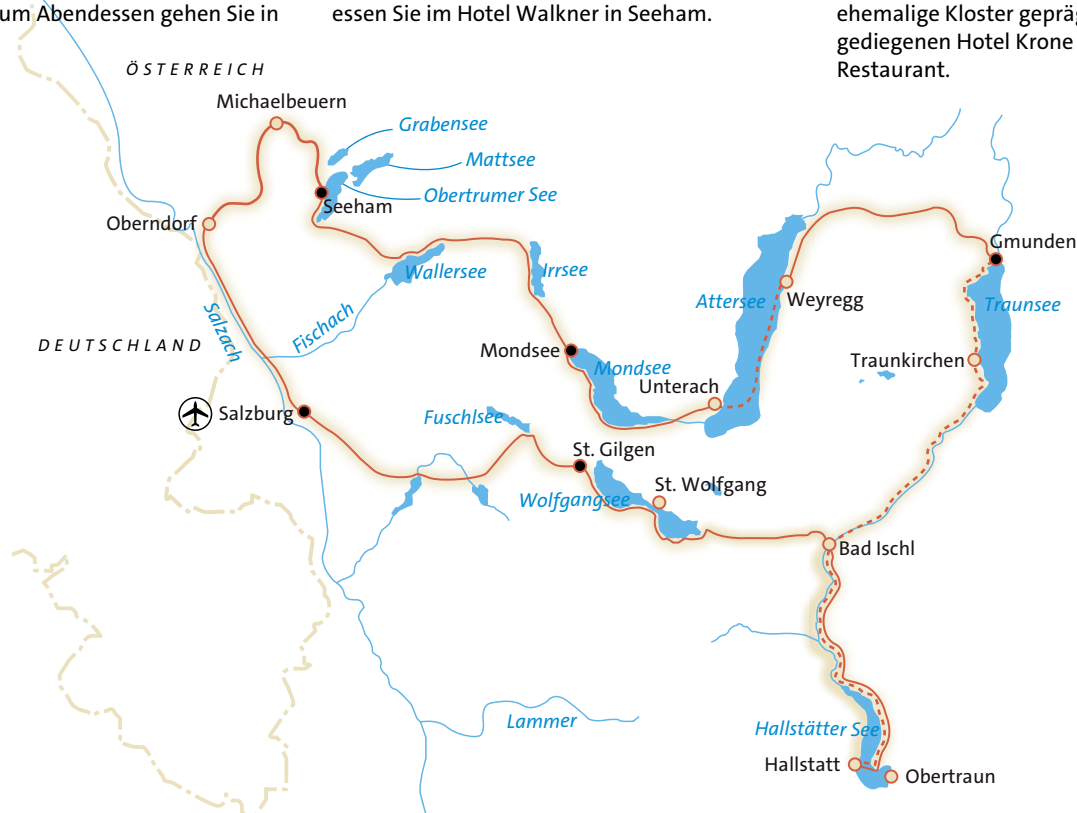 um Abendessen gehen Sie in
essen Sie im Hotel Walkner in Seeham.
ehemalige Kloster gepräg
gediegenen Hotel Krone
Restaurant.
ÖSTERREICH
Michaelbeuern
Grabensee
Mattsee
Obertrumer See
Seeham
Oberndorf
Gmunden
Wallersee
Irrsee
Attersee
Weyregg
Traunsee
Salzach
Fischach
DEUTSCHLAND
Mondsee
Mondsee
Traunkirchen
Unterach
Salzburg
Fuschlsee
St. Gilgen
St. Wolfgang
Wolfgangsee
Bad Ischl
Lammer
Hallstätter See
Hallstatt
Obertraun